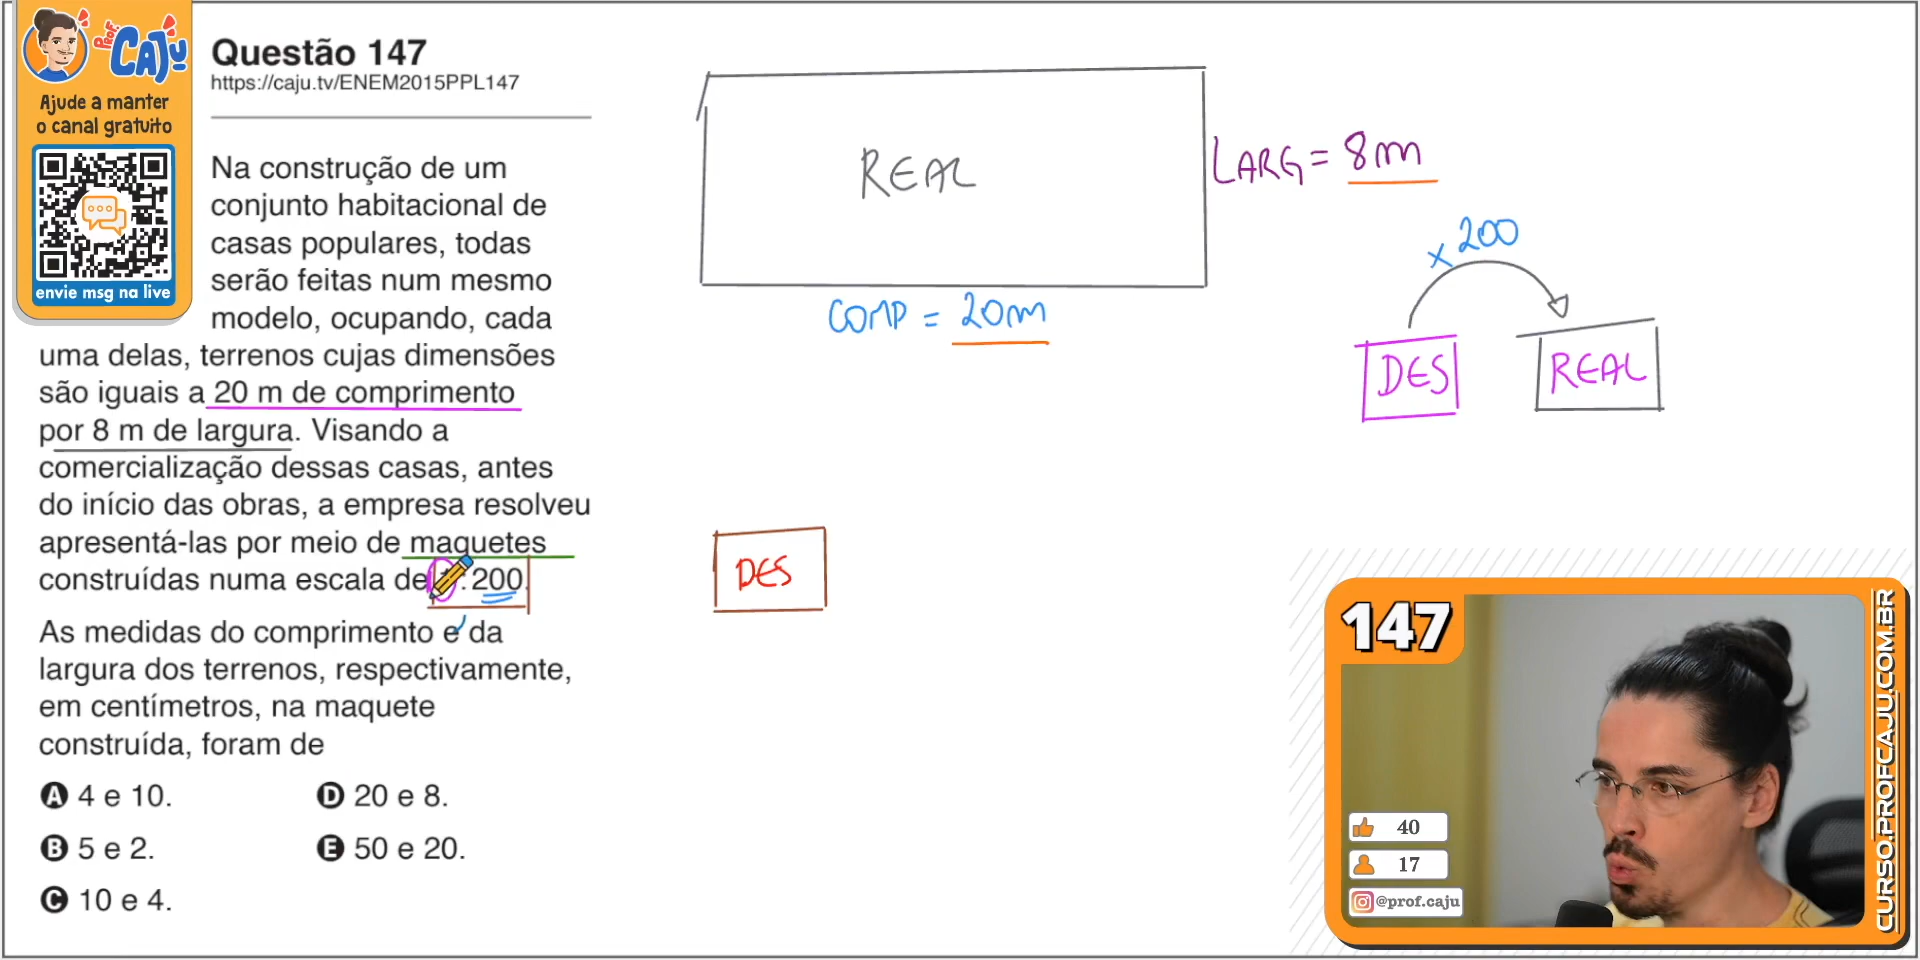 PROF. CAJU
Ajude a manter
o canal gratuito
envie msg na live
Questão 147
https://caju.tv/ENEM2015PPL147
Na construção de um
conjunto habitacional de
casas populares, todas
serão feitas num mesmo
modelo, ocupando, cada
uma delas, terrenos cujas dimensões
são iguais a 20 m de comprimento
por 8 m de largura. Visando a
comercialização dessas casas, antes
do início das obras, a empresa resolveu
apresentá-las por meio de maquetes
construídas numa escala de : 200.
As medidas do comprimento e da
largura dos terrenos, respectivamente,
em centímetros, na maquete
construída, foram de
A 4 e 10.
B 5 e 2.
C 10 e 4.
D 20 e 8.
E 50 e 20.
REAL
LARG = 8m
COMP = 20m
x 200
DES
REAL
DES
147
40
17
@prof.caju
CURSO.PROFCAJU.COM.BR